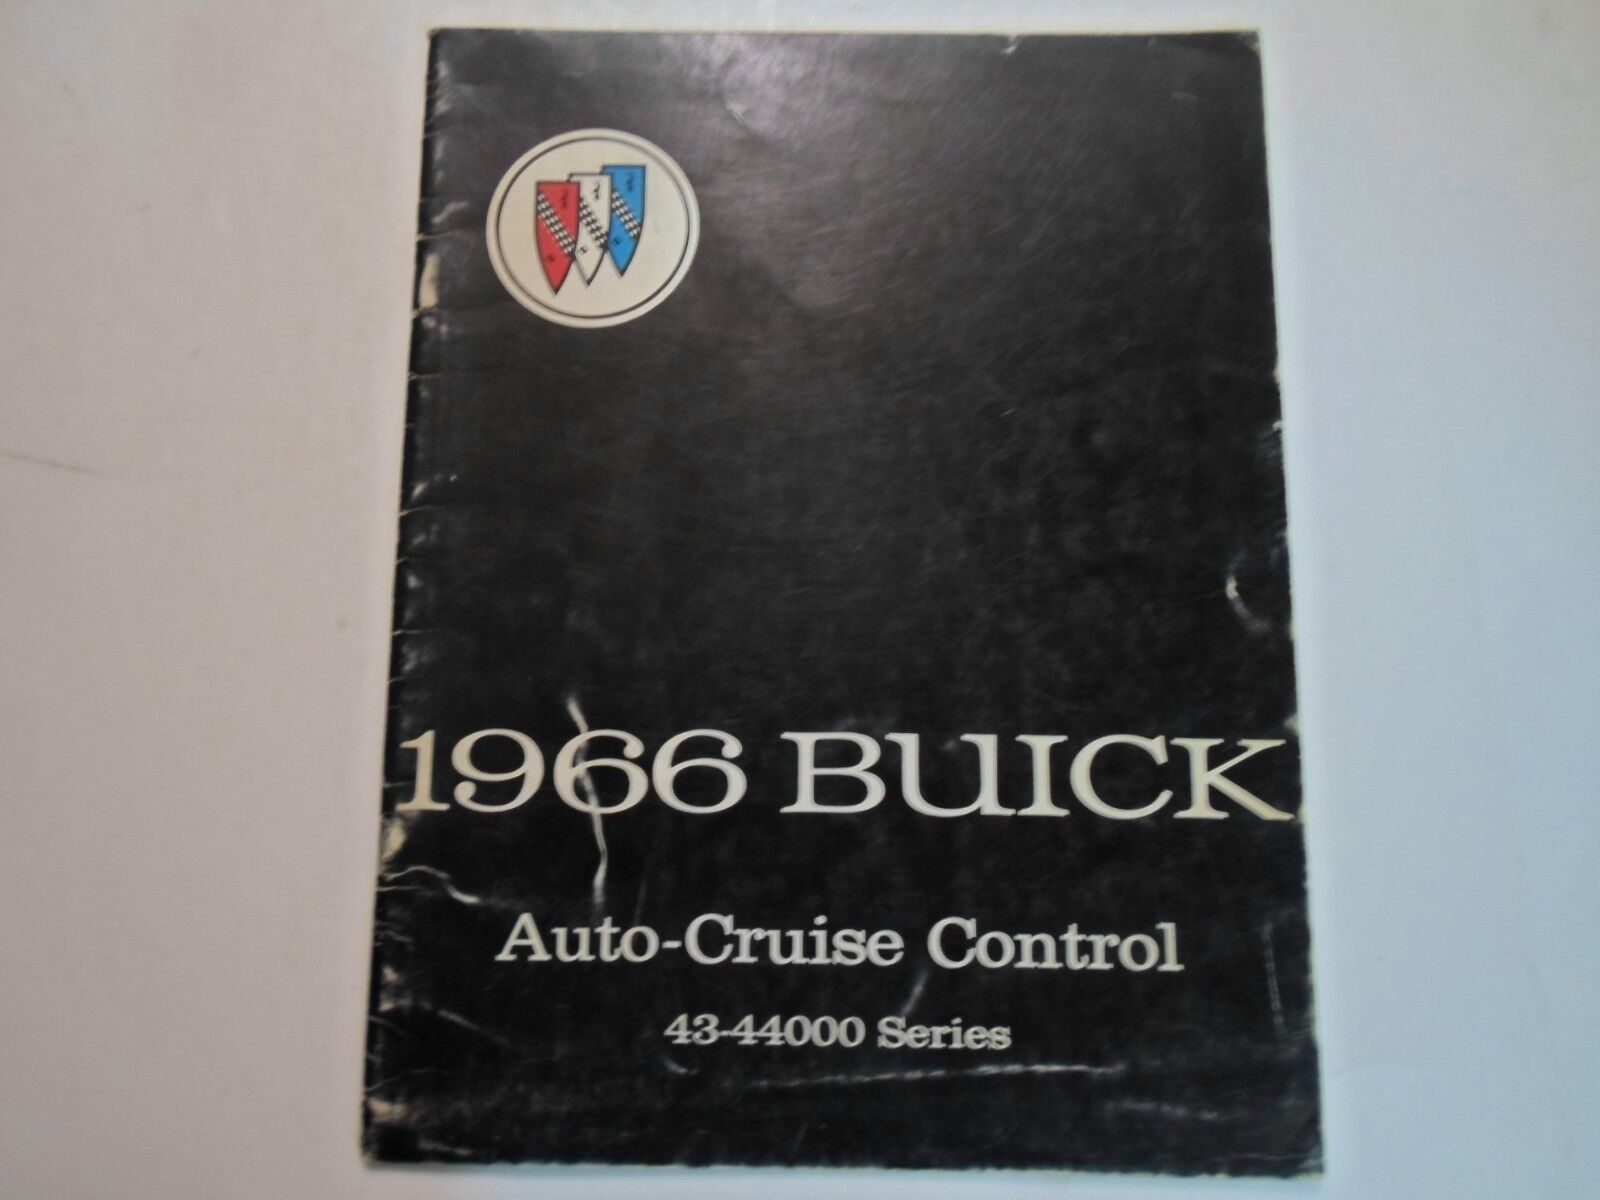 1966 BUICK
Auto-Cruise Control
43-44000 Series